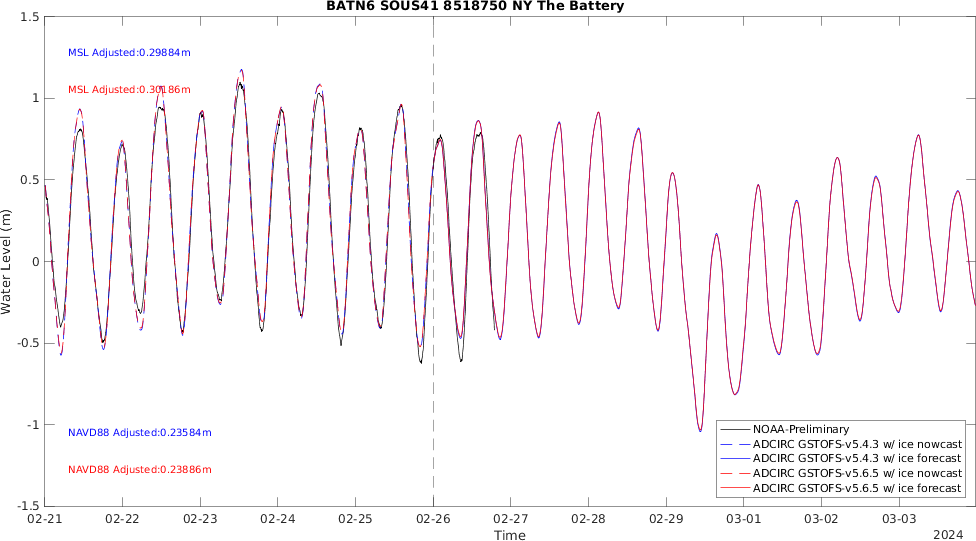 BATN6 SOUS41 8518750 NY The Battery
MSL Adjusted:0.29884m
MSL Adjusted:0.30186m
NAVD88 Adjusted:0.23584m
NAVD88 Adjusted:0.23886m
Water Level (m)
1.5
1
0.5
0
-0.5
-1
-1.5
NOAA-Preliminary
ADCIRC GSTOFS-v5.4.3 w/ ice nowcast
ADCIRC GSTOFS-v5.4.3 w/ ice forecast
ADCIRC GSTOFS-v5.6.5 w/ ice nowcast
ADCIRC GSTOFS-v5.6.5 w/ ice forecast
02-21 02-22 02-23 02-24 02-25 02-26 02-27 02-28 02-29 03-01 03-02 03-03
Time
2024